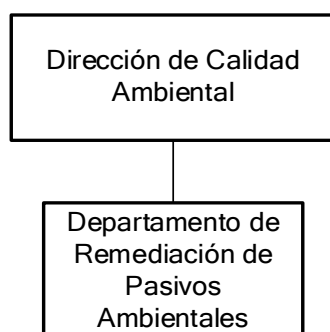 Dirección de Calidad
Ambiental
Departamento de
Remediación de
Pasivos
Ambientales